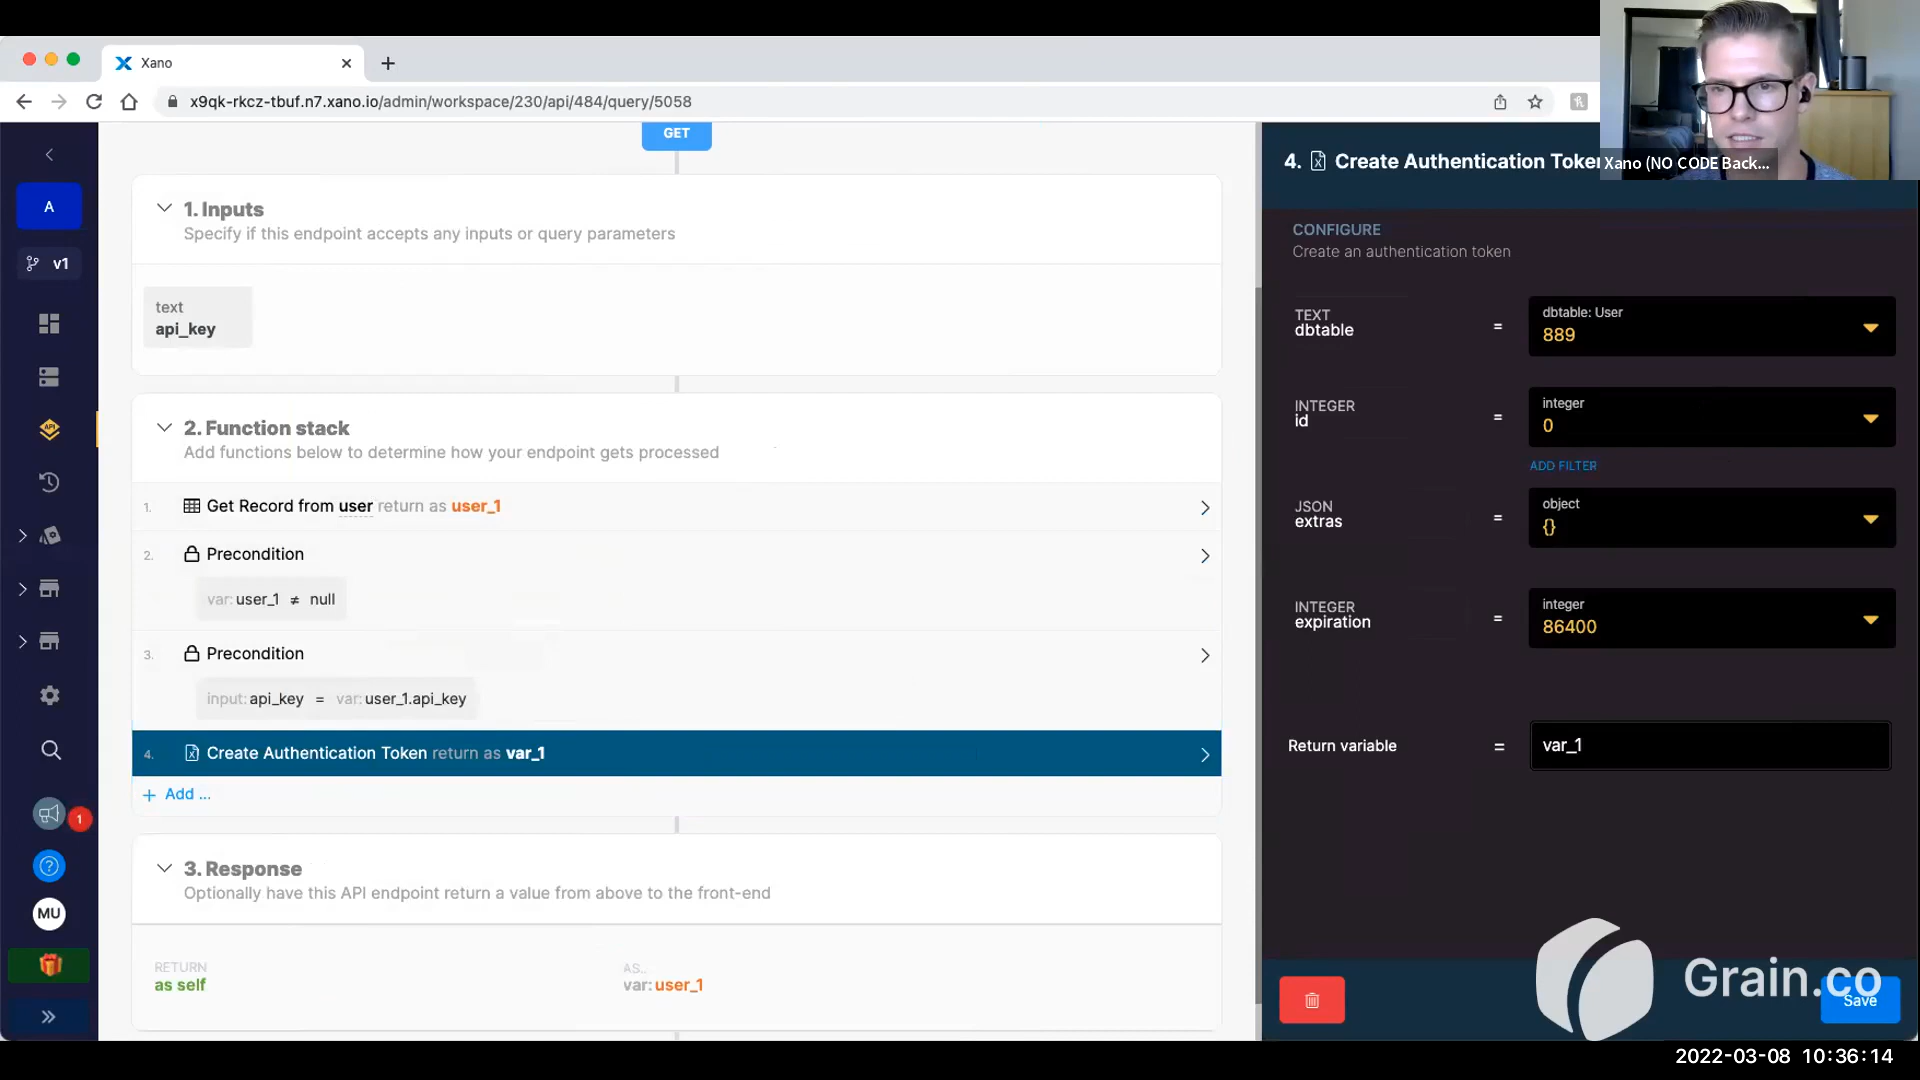 Xano
x9qk-rkcz-tbuf.n7.xano.io/admin/workspace/230/api/484/query/5058
A
v1
API
1
?
MU
GET
1. Inputs
Specify if this endpoint accepts any inputs or query parameters
text
api_key
2. Function stack
Add functions below to determine how your endpoint gets processed
1. Get Record from user return as user_1
2. Precondition
var: user_1 ≠ null
3. Precondition
input: api_key = var: user_1.api_key
4. Create Authentication Token return as var_1
+ Add ...
3. Response
Optionally have this API endpoint return a value from above to the front-end
RETURN
as self
AS...
var: user_1
4. Create Authentication Toke
Xano (NO CODE Back...
CONFIGURE
Create an authentication token
TEXT
dbtable
=
dbtable: User
889
INTEGER
id
=
integer
0
ADD FILTER
JSON
extras
=
object
{}
INTEGER
expiration
=
integer
86400
Return variable = var_1
Grain.co
Save
2022-03-08 10:36:14